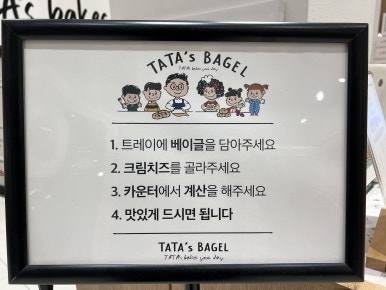 A's bakes
TATA's BAGEL
TATA bakes your day.
1. 트레이에 베이글을 담아주세요
2. 크림치즈를 골라주세요
3. 카운터에서 계산을 해주세요
4. 맛있게 드시면 됩니다
TATA's BAGEL
TATA bakes your day.